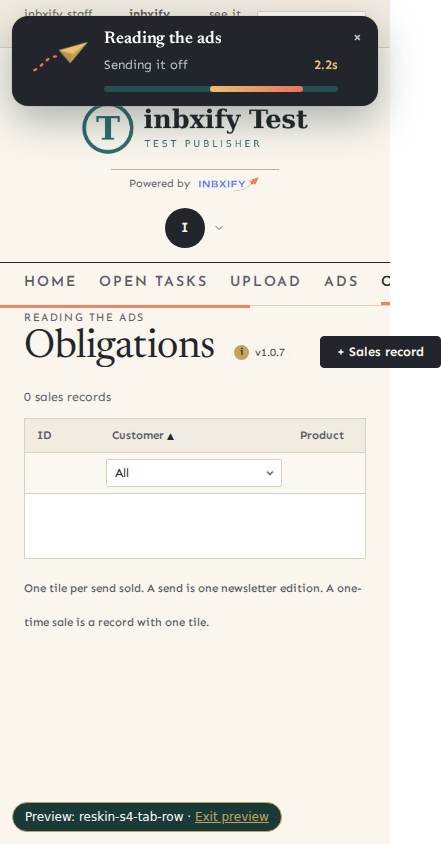 inbxify staff inbxify see it
Reading the ads ×
Sending it off 2.2s
T inbxify Test
TEST PUBLISHER
Powered by INBXIFY
I
HOME OPEN TASKS UPLOAD ADS
READING THE ADS
Obligations i v1.0.7 + Sales record
0 sales records
ID Customer ▲ Product
All
One tile per send sold. A send is one newsletter edition. A one-
time sale is a record with one tile.
Preview: reskin-s4-tab-row · Exit preview